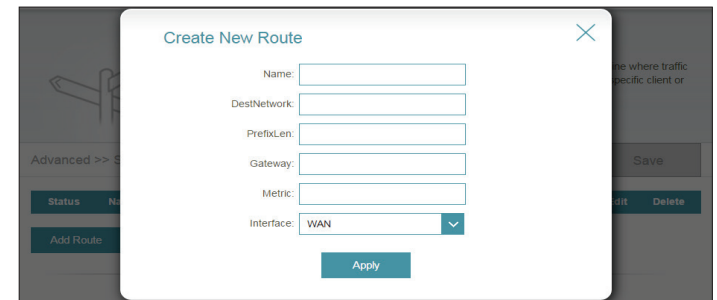 Create New Route
Name:
DestNetwork:
PrefixLen:
Gateway:
Metric:
Interface: WAN
Apply
ne where traffic
pecific client or
Advanced >> S
Save
Status Na
dit Delete
Add Route